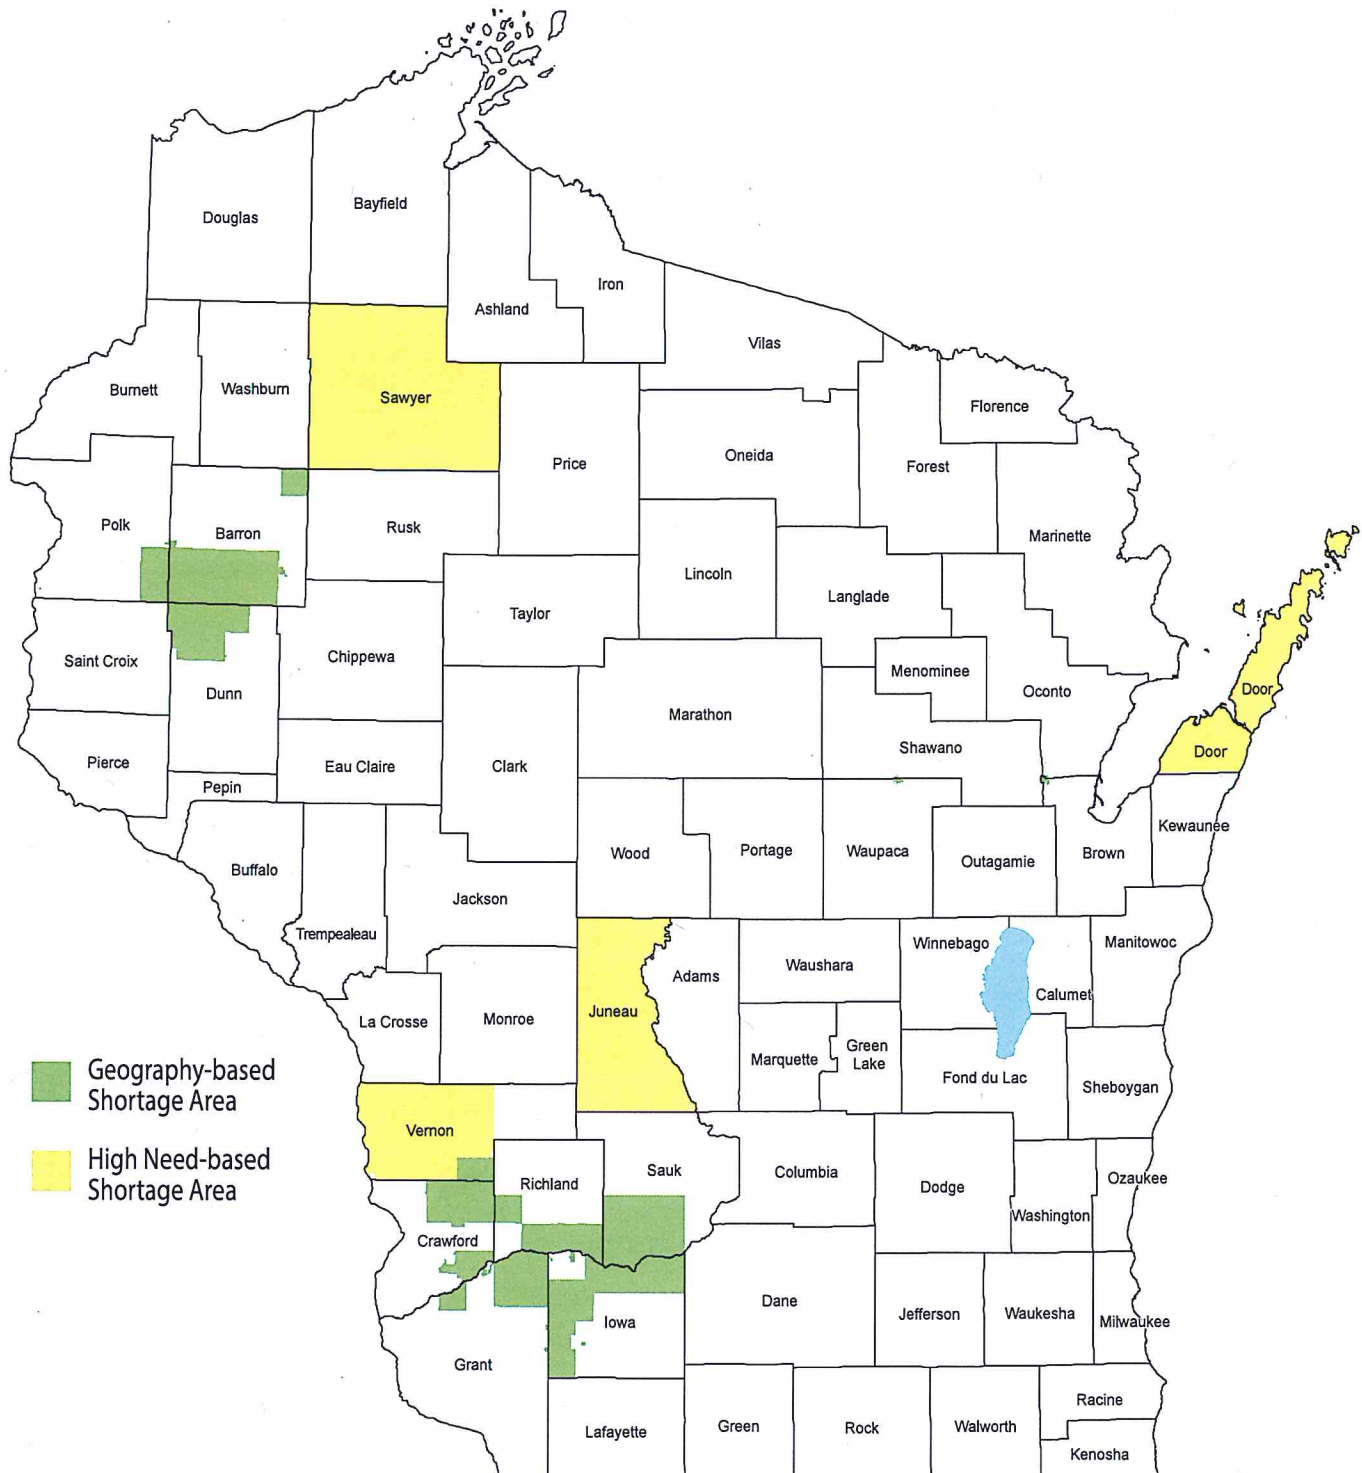 Douglas
Bayfield
Ashland
Iron
Vilas
Burnett
Washburn
Sawyer
Price
Oneida
Forest
Florence
Marinette
Polk
Barron
Rusk
Lincoln
Langlade
Taylor
Saint Croix
Chippewa
Dunn
Menominee
Oconto
Door
Marathon
Shawano
Door
Pierce
Eau Claire
Clark
Pepin
Kewaunee
Buffalo
Wood
Portage
Waupaca
Outagamie
Brown
Jackson
Trempealeau
Winnebago
Manitowoc
Adams
Waushara
Calumet
La Crosse
Monroe
Juneau
Marquette
Green
Lake
Fond du Lac
Sheboygan
Geography-based
Shortage Area
High Need-based
Shortage Area
Vernon
Richland
Sauk
Columbia
Dodge
Washington
Ozaukee
Crawford
Dane
Jefferson
Waukesha
Milwaukee
Iowa
Grant
Lafayette
Green
Rock
Walworth
Racine
Kenosha